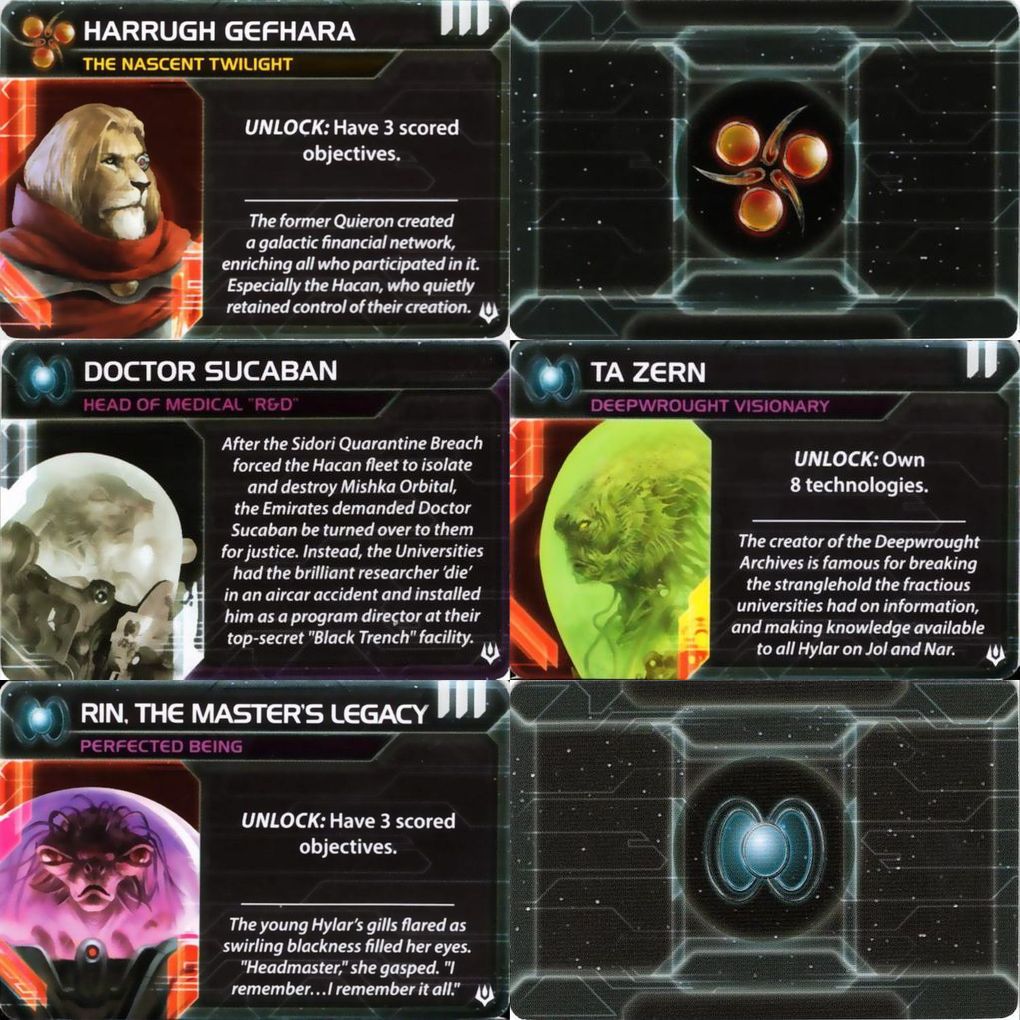 HARRUGH GEFHARA
THE NASCENT TWILIGHT
UNLOCK: Have 3 scored
objectives.
The former Quieron created
a galactic financial network,
enriching all who participated in it.
Especially the Hacan, who quietly
retained control of their creation.
DOCTOR SUCABAN
HEAD OF MEDICAL "R&D"
After the Sidori Quarantine Breach
forced the Hacan fleet to isolate
and destroy Mishka Orbital,
the Emirates demanded Doctor
Sucaban be turned over to them
for justice. Instead, the Universities
had the brilliant researcher 'die'
in an aircar accident and installed
him as a program director at their
top-secret "Black Trench" facility.
TA ZERN
DEEPWROUGHT VISIONARY
UNLOCK: Own
8 technologies.
The creator of the Deepwrought
Archives is famous for breaking
the stranglehold the fractious
universities had on information,
and making knowledge available
to all Hylar on Jol and Nar.
RIN, THE MASTER'S LEGACY
PERFECTED BEING
UNLOCK: Have 3 scored
objectives.
The young Hylar's gills flared as
swirling blackness filled her eyes.
"Headmaster," she gasped. "I
remember...I remember it all."